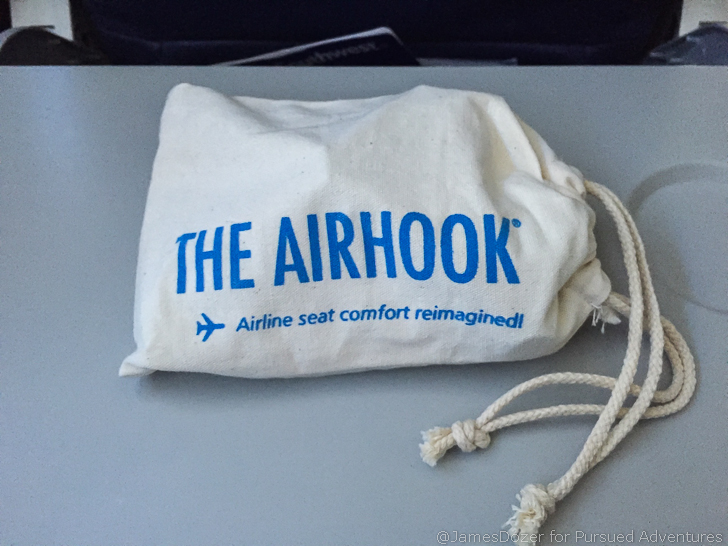 THE AIRHOOK®
Airline seat comfort reimagined!
@JamesDozer for Pursued Adventures